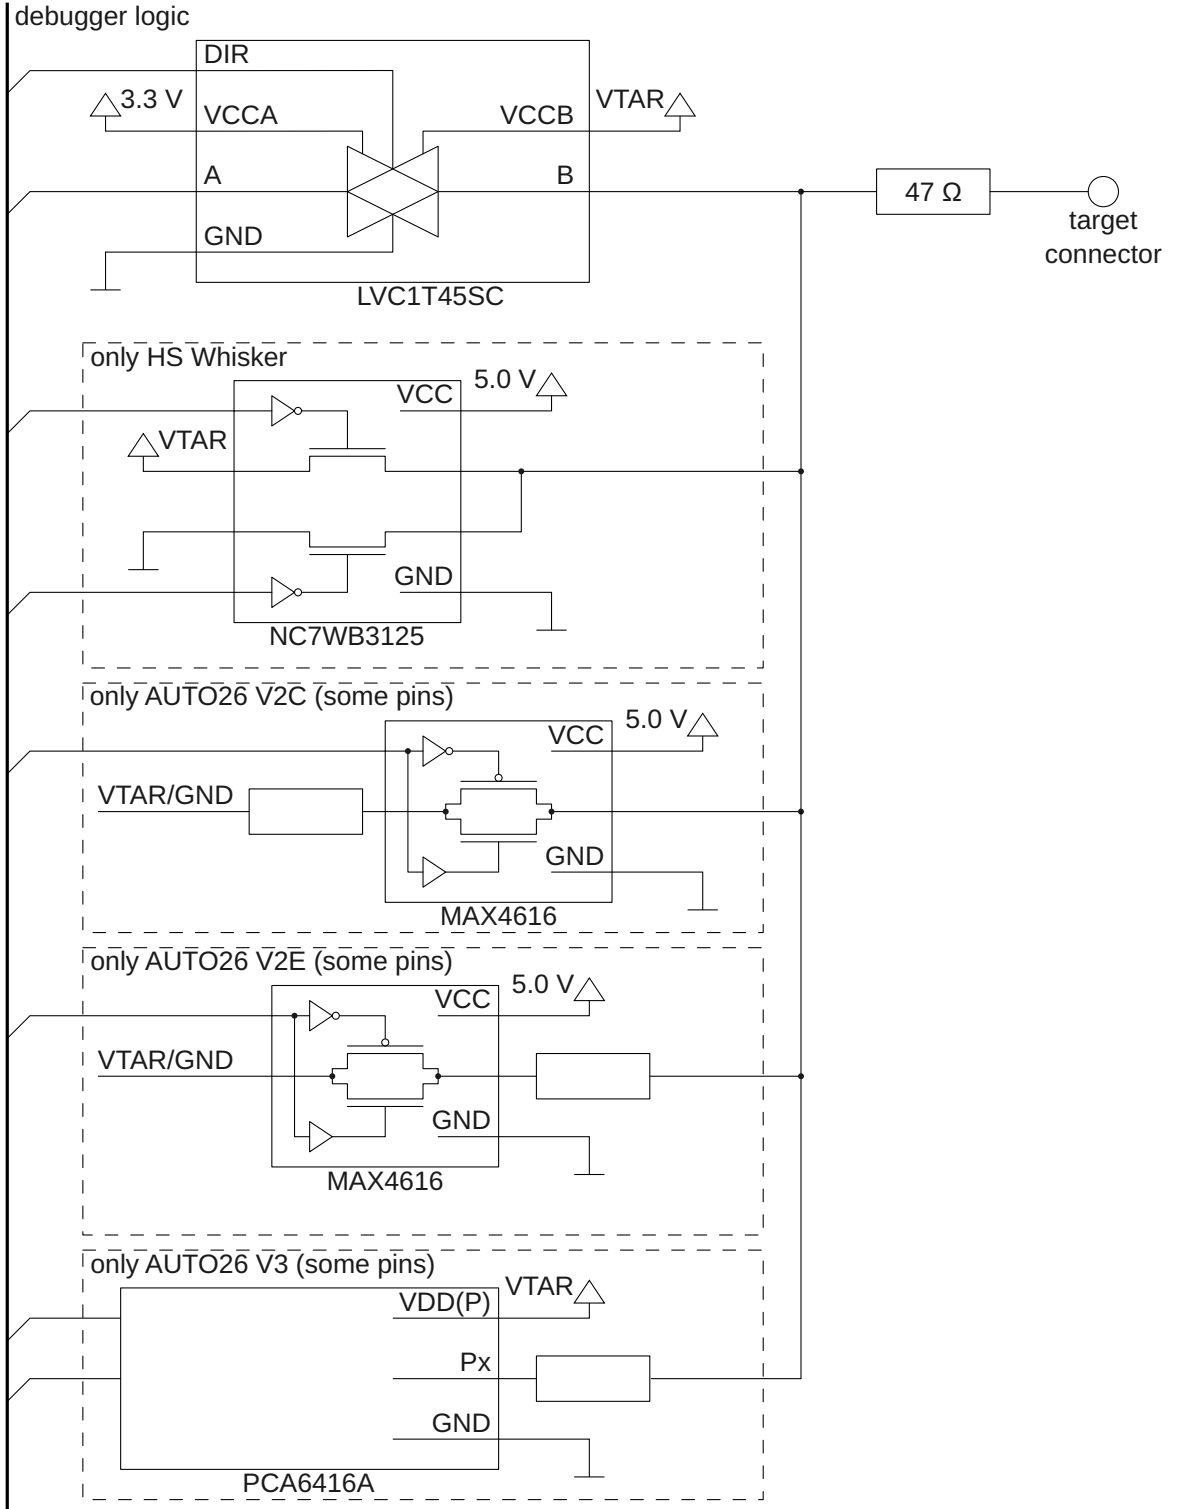 debugger logic
DIR
3.3 V
VCCA
VCCB
VTAR
A
B
47 Ω
target
connector
GND
LVC1T45SC
only HS Whisker
VCC
5.0 V
VTAR
GND
NC7WB3125
only AUTO26 V2C (some pins)
VCC
5.0 V
VTAR/GND
GND
MAX4616
only AUTO26 V2E (some pins)
VCC
5.0 V
VTAR/GND
GND
MAX4616
only AUTO26 V3 (some pins)
VDD(P)
VTAR
Px
GND
PCA6416A